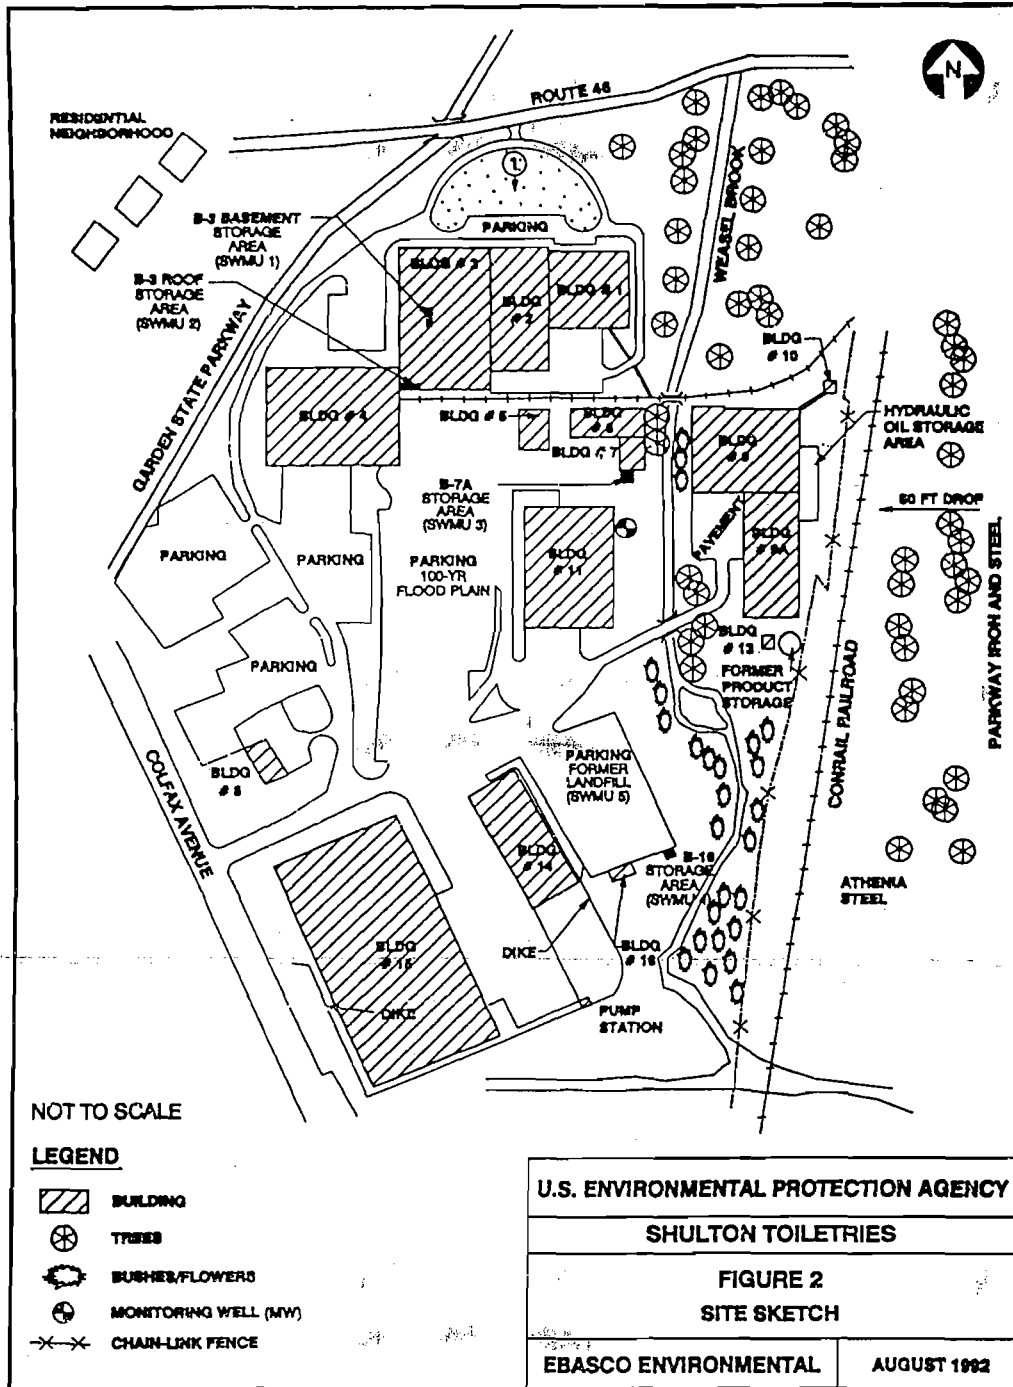 N
ROUTE 46
RESIDENTIAL
NEIGHBORHOOD
1
WEASEL BROOK
PARKING
B-3 BASEMENT
STORAGE
AREA
(SWMU 1)
BLDG # 3
B-3 ROOF
STORAGE
AREA
(SWMU 2)
BLDG
# 2
BLDG # 1
GARDEN STATE PARKWAY
BLDG
# 10
BLDG # 4
BLDG # 5
BLDG
# 6
BLDG # 7
BLDG
HYDRAULIC
OIL STORAGE
AREA
B-7A
STORAGE
AREA
(SWMU 3)
60 FT DROP
PAVEMENT
BLDG
# 9A
PARKING
PARKING
PARKING
100-YR
FLOOD PLAIN
BLDG
# 11
PARKWAY IRON AND STEEL
BLDG
# 13
FORMER
PRODUCT
STORAGE
PARKING
CONRAIL RAILROAD
COLFAX AVENUE
BLDG
# 8
PARKING
FORMER
LANDFILL
(SWMU 5)
BLDG
# 14
B-16
STORAGE
AREA
(SWMU 4)
ATHENIA
STEEL
BLDG
# 15
DIKE
BLDG
# 16
DIKE
PUMP
STATION
NOT TO SCALE
LEGEND
BUILDING
TREES
BUSHES/FLOWERS
MONITORING WELL (MW)
CHAIN-LINK FENCE
U.S. ENVIRONMENTAL PROTECTION AGENCY
SHULTON TOILETRIES
FIGURE 2
SITE SKETCH
EBASCO ENVIRONMENTAL
AUGUST 1992